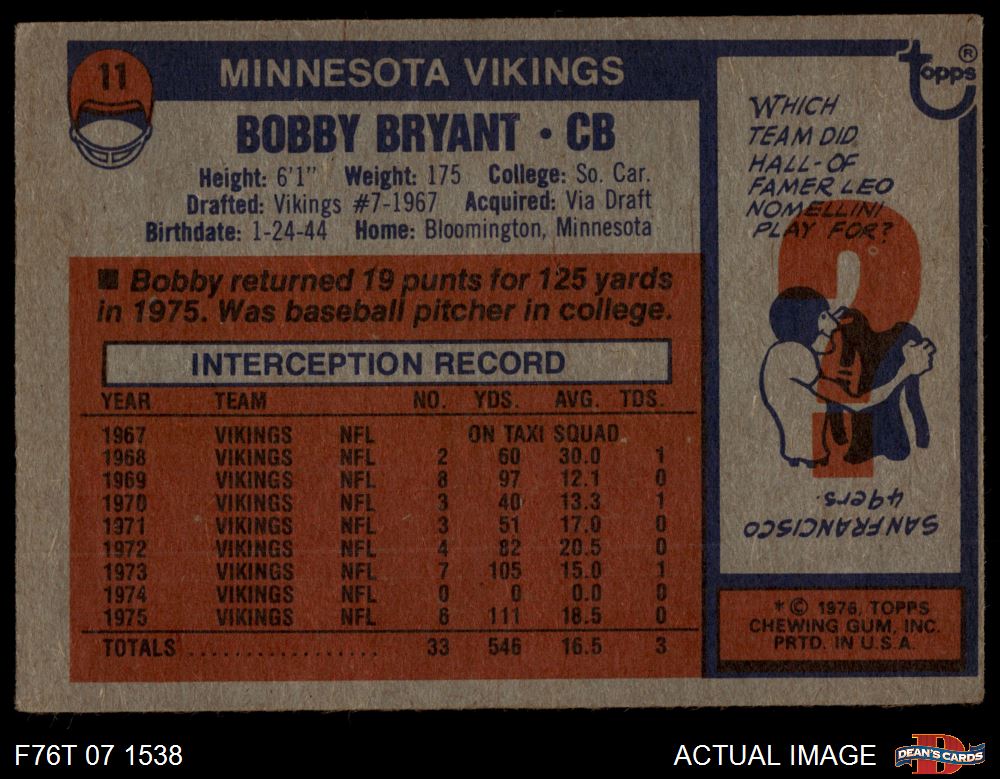 11
MINNESOTA VIKINGS
BOBBY BRYANT • CB
Height: 6'1" Weight: 175 College: So. Car.
Drafted: Vikings #7-1967 Acquired: Via Draft
Birthdate: 1-24-44 Home: Bloomington, Minnesota
■ Bobby returned 19 punts for 125 yards
in 1975. Was baseball pitcher in college.
INTERCEPTION RECORD
YEAR TEAM NO. YDS. AVG. TDS.
1967 VIKINGS NFL ON TAXI SQUAD
1968 VIKINGS NFL 2 60 30.0 1
1969 VIKINGS NFL 8 97 12.1 0
1970 VIKINGS NFL 3 40 13.3 1
1971 VIKINGS NFL 3 51 17.0 0
1972 VIKINGS NFL 4 82 20.5 0
1973 VIKINGS NFL 7 105 15.0 1
1974 VIKINGS NFL 0 0 0.0 0
1975 VIKINGS NFL 6 111 18.5 0
TOTALS .................. 33 546 16.5 3
topps ®
WHICH
TEAM DID
HALL-OF
FAMER LEO
NOMELLINI
PLAY FOR?
SAN FRANCISCO
49ers.
* © 1976, TOPPS
CHEWING GUM, INC.
PRTD. IN U.S.A.
F76T 07 1538
ACTUAL IMAGE
D
DEAN'S CARDS